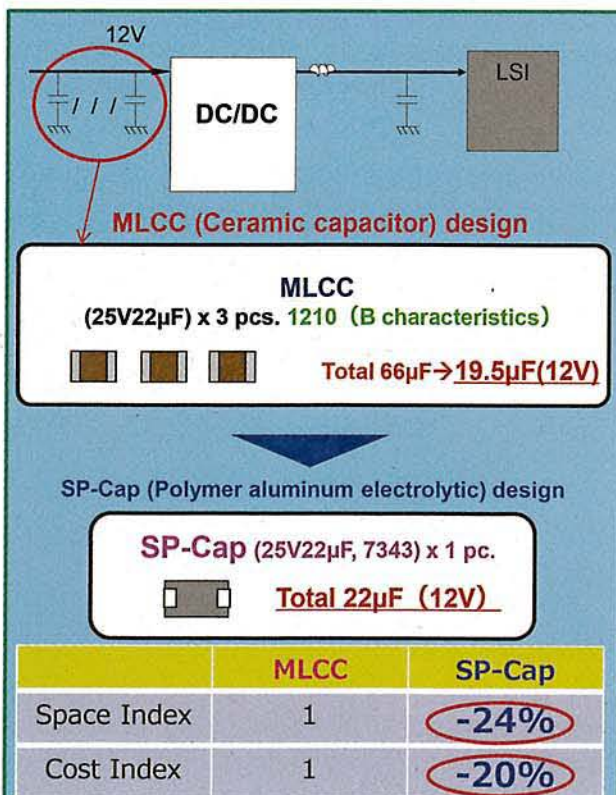 12V
DC/DC
LSI
MLCC (Ceramic capacitor) design
MLCC
(25V22μF) x 3 pcs. 1210 (B characteristics)
Total 66μF→19.5μF(12V)
SP-Cap (Polymer aluminum electrolytic) design
SP-Cap (25V22μF, 7343) x 1 pc.
Total 22μF (12V)
MLCC SP-Cap
Space Index 1 -24%
Cost Index 1 -20%